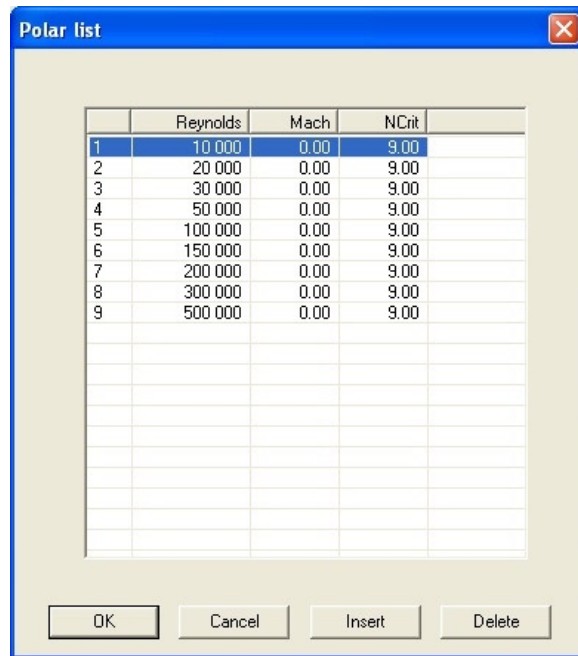 Polar list
Reynolds Mach NCrit
1 10 000 0.00 9.00
2 20 000 0.00 9.00
3 30 000 0.00 9.00
4 50 000 0.00 9.00
5 100 000 0.00 9.00
6 150 000 0.00 9.00
7 200 000 0.00 9.00
8 300 000 0.00 9.00
9 500 000 0.00 9.00
OK Cancel Insert Delete